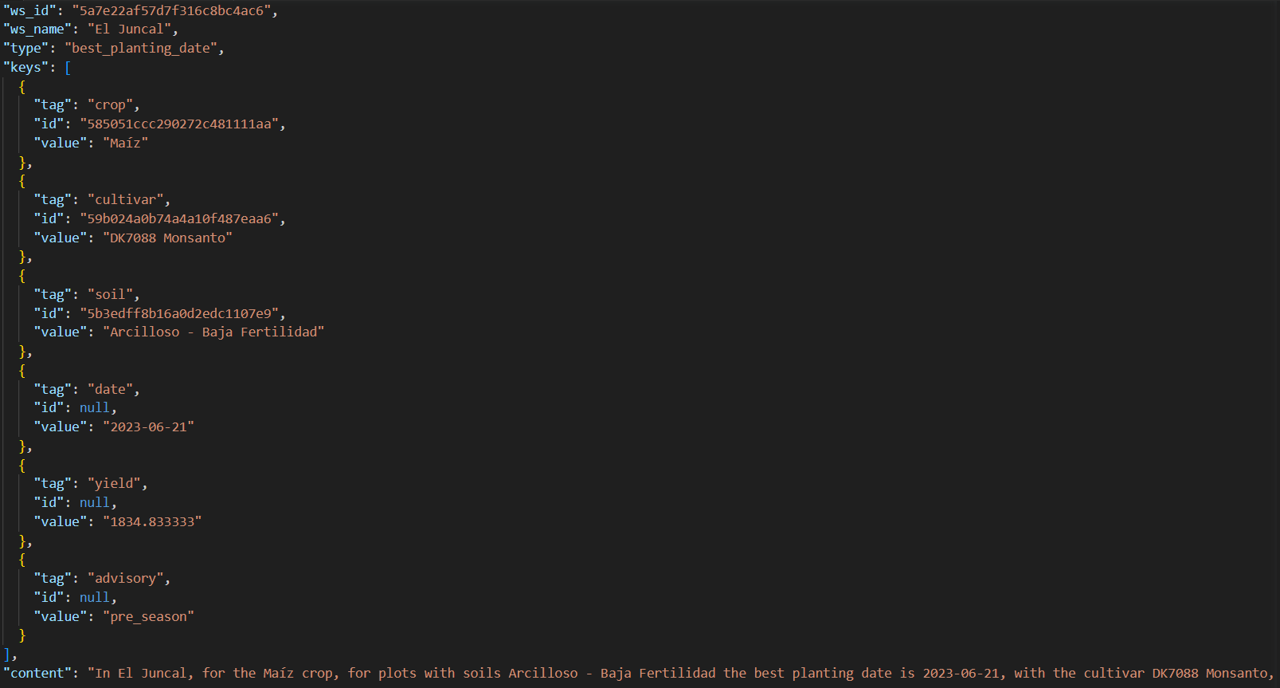 "ws_id": "5a7e22af57d7f316c8bc4ac6",
"ws_name": "El Juncal",
"type": "best_planting_date",
"keys": [
{
"tag": "crop",
"id": "585051ccc290272c481111aa",
"value": "Maíz"
},
{
"tag": "cultivar",
"id": "59b024a0b74a4a10f487eaa6",
"value": "DK7088 Monsanto"
},
{
"tag": "soil",
"id": "5b3edff8b16a0d2edc1107e9",
"value": "Arcilloso - Baja Fertilidad"
},
{
"tag": "date",
"id": null,
"value": "2023-06-21"
},
{
"tag": "yield",
"id": null,
"value": "1834.833333"
},
{
"tag": "advisory",
"id": null,
"value": "pre_season"
}
],
"content": "In El Juncal, for the Maíz crop, for plots with soils Arcilloso - Baja Fertilidad the best planting date is 2023-06-21, with the cultivar DK7088 Monsanto,